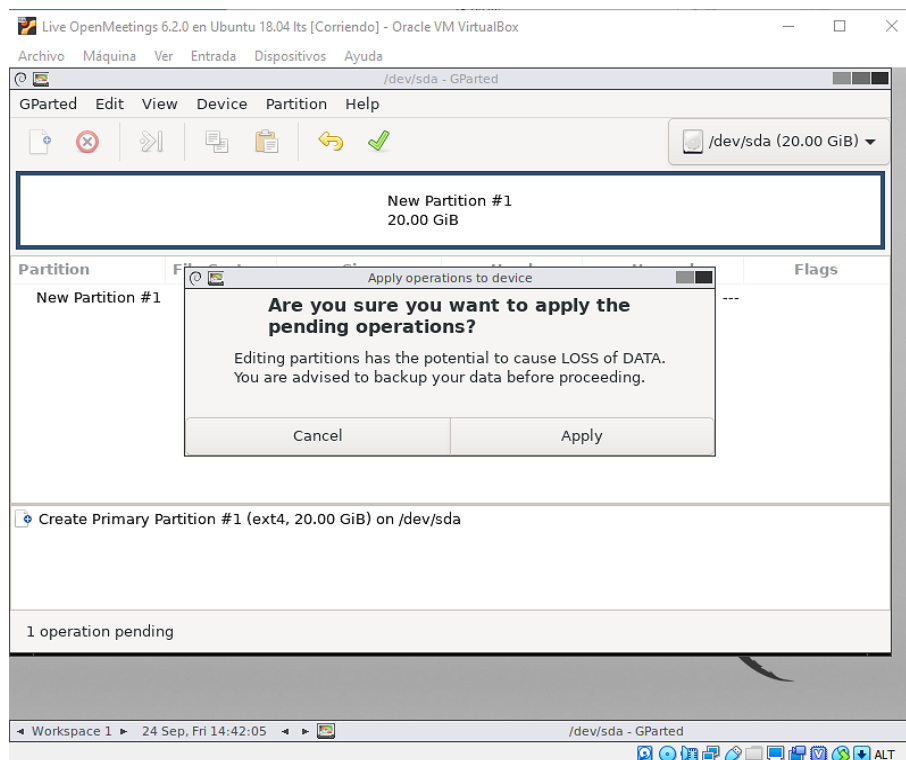 Live OpenMeetings 6.2.0 en Ubuntu 18.04 lts [Corriendo] - Oracle VM VirtualBox
Archivo Máquina Ver Entrada Dispositivos Ayuda
/dev/sda - GParted
GParted Edit View Device Partition Help
/dev/sda (20.00 GiB)
New Partition #1
20.00 GiB
Partition Flags
New Partition #1 ---
Apply operations to device
Are you sure you want to apply the
pending operations?
Editing partitions has the potential to cause LOSS of DATA.
You are advised to backup your data before proceeding.
Cancel Apply
Create Primary Partition #1 (ext4, 20.00 GiB) on /dev/sda
1 operation pending
Workspace 1 24 Sep, Fri 14:42:05 /dev/sda - GParted
ALT